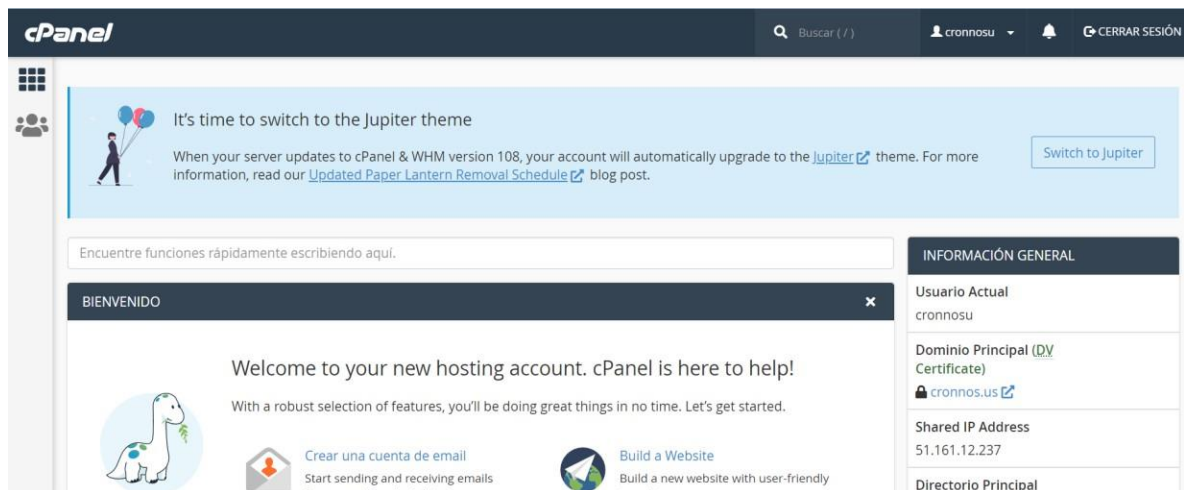 cPanel
Buscar ( / )
cronnosu
CERRAR SESIÓN
It's time to switch to the Jupiter theme
When your server updates to cPanel & WHM version 108, your account will automatically upgrade to the Jupiter theme. For more
information, read our Updated Paper Lantern Removal Schedule blog post.
Switch to Jupiter
Encuentre funciones rápidamente escribiendo aquí.
BIENVENIDO
Welcome to your new hosting account. cPanel is here to help!
With a robust selection of features, you'll be doing great things in no time. Let's get started.
Crear una cuenta de email
Start sending and receiving emails
Build a Website
Build a new website with user-friendly
INFORMACIÓN GENERAL
Usuario Actual
cronnosu
Dominio Principal (DV
Certificate)
cronnos.us
Shared IP Address
51.161.12.237
Directorio Principal